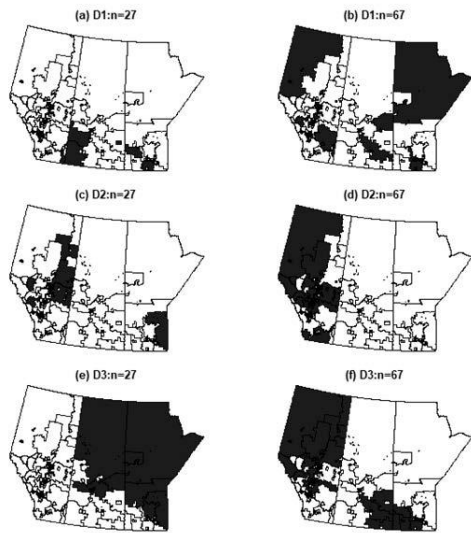 (a) D1:n=27
(b) D1:n=67
(c) D2:n=27
(d) D2:n=67
(e) D3:n=27
(f) D3:n=67